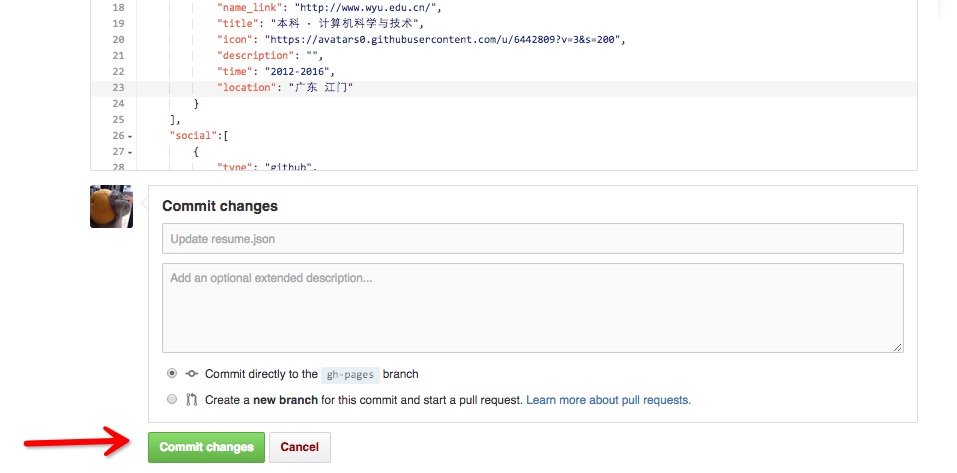 18 "name_link": "http://www.wyu.edu.cn/",
19 "title": "本科 - 计算机科学与技术",
20 "icon": "https://avatars0.githubusercontent.com/u/6442809?v=3&s=200",
21 "description": "",
22 "time": "2012-2016",
23 "location": "广东 江门"
24 }
25 ],
26 "social":[
27 {
28 "type": "github",
Commit changes
Update resume.json
Add an optional extended description...
Commit directly to the gh-pages branch
Create a new branch for this commit and start a pull request. Learn more about pull requests.
Commit changes Cancel